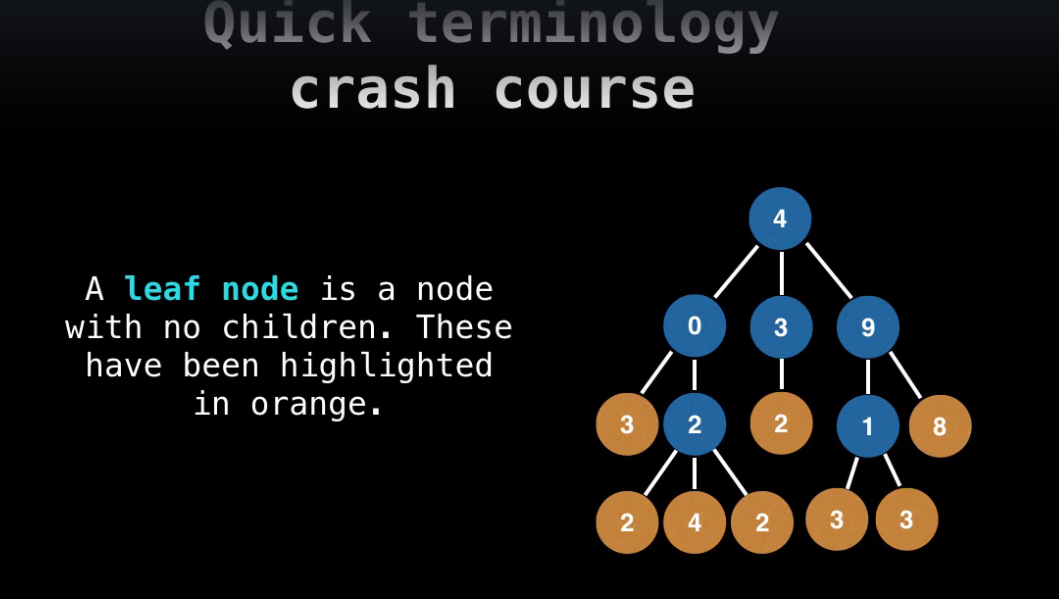 Quick terminology
crash course
A leaf node is a node
with no children. These
have been highlighted
in orange.
4
0 3 9
3 2 2 1 8
2 4 2 3 3